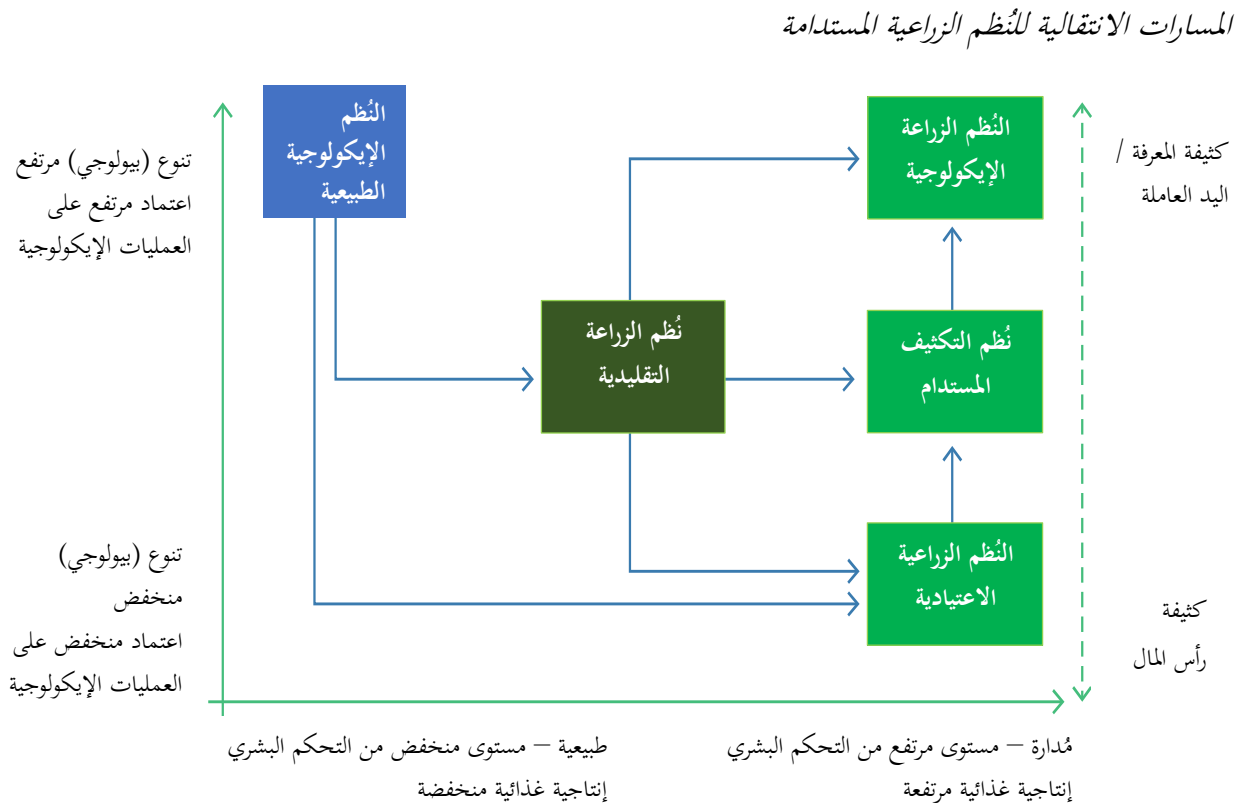 المسارات الانتقالية للنُظم الزراعية المستدامة
النُظم
الإيكولوجية
الطبيعية
النُظم الزراعة
الإيكولوجية
كثيفة المعرفة /
اليد العاملة
تنوع (بيولوجي) مرتفع
اعتماد مرتفع على
العمليات الإيكولوجية
نُظم الزراعة
التقليدية
نُظم التكثيف
المستدام
النُظم الزراعية
الاعتيادية
تنوع (بيولوجي)
منخفض
اعتماد منخفض على
العمليات الإيكولوجية
كثيفة
رأس المال
مُدارة – مستوى مرتفع من التحكم البشري
إنتاجية غذائية مرتفعة
طبيعية – مستوى منخفض من التحكم البشري
إنتاجية غذائية منخفضة